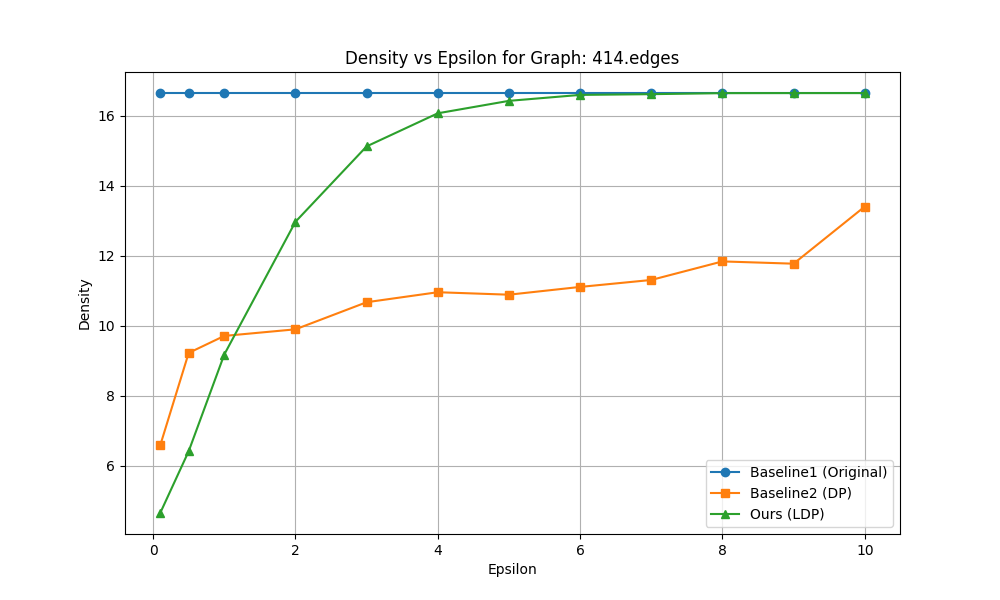 Density vs Epsilon for Graph: 414.edges
16
14
12
10
8
6
Density
0
2
4
6
8
10
Epsilon
Baseline1 (Original)
Baseline2 (DP)
Ours (LDP)